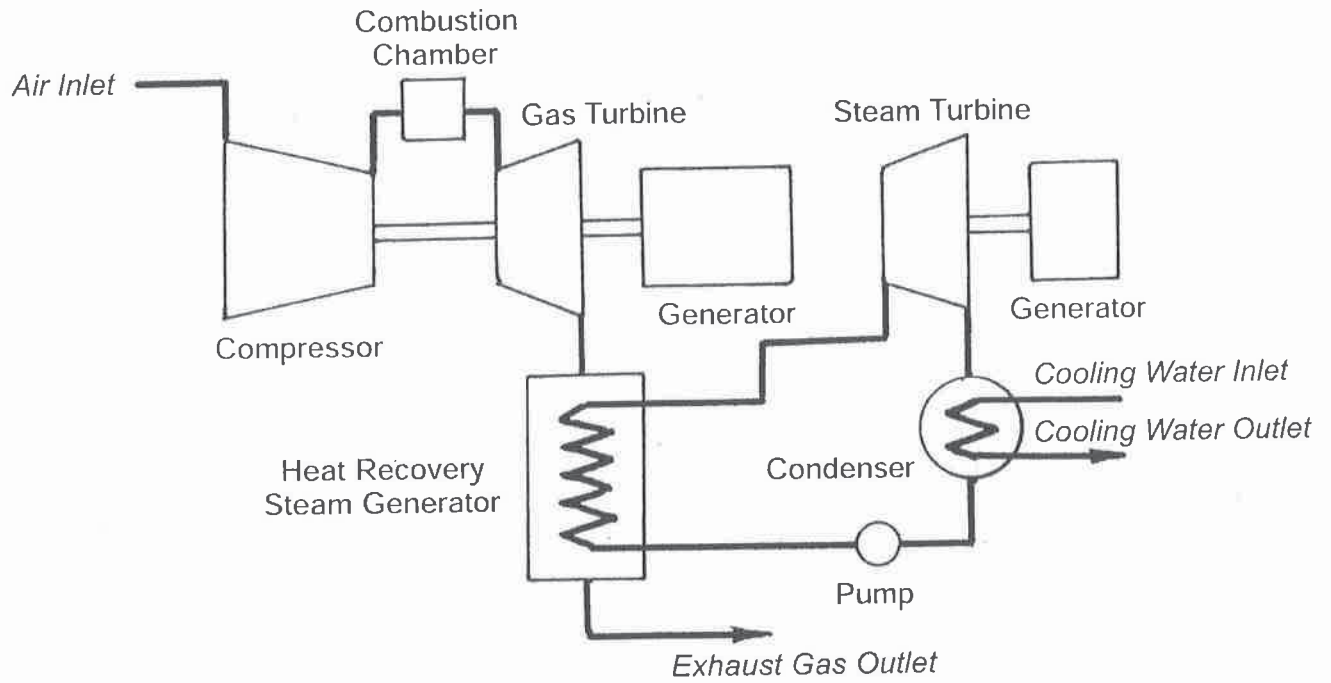 Combustion
Chamber
Air Inlet
Gas Turbine
Steam Turbine
Generator
Generator
Compressor
Cooling Water Inlet
Cooling Water Outlet
Condenser
Heat Recovery
Steam Generator
Pump
Exhaust Gas Outlet